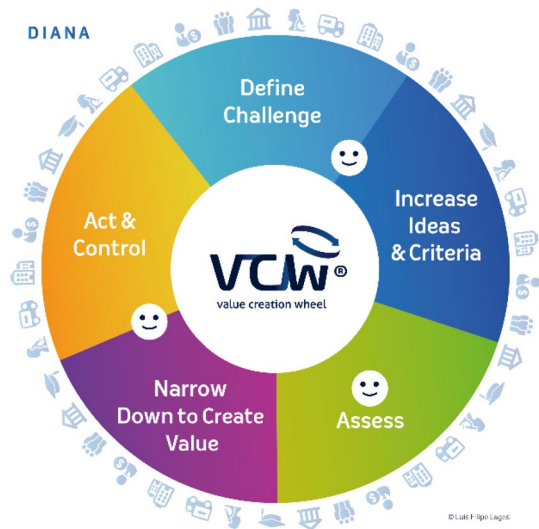 DIANA
Define
Challenge
Increase
Ideas
& Criteria
Assess
Narrow
Down to Create
Value
Act &
Control
VCW®
value creation wheel
© Luis Filipe Lages